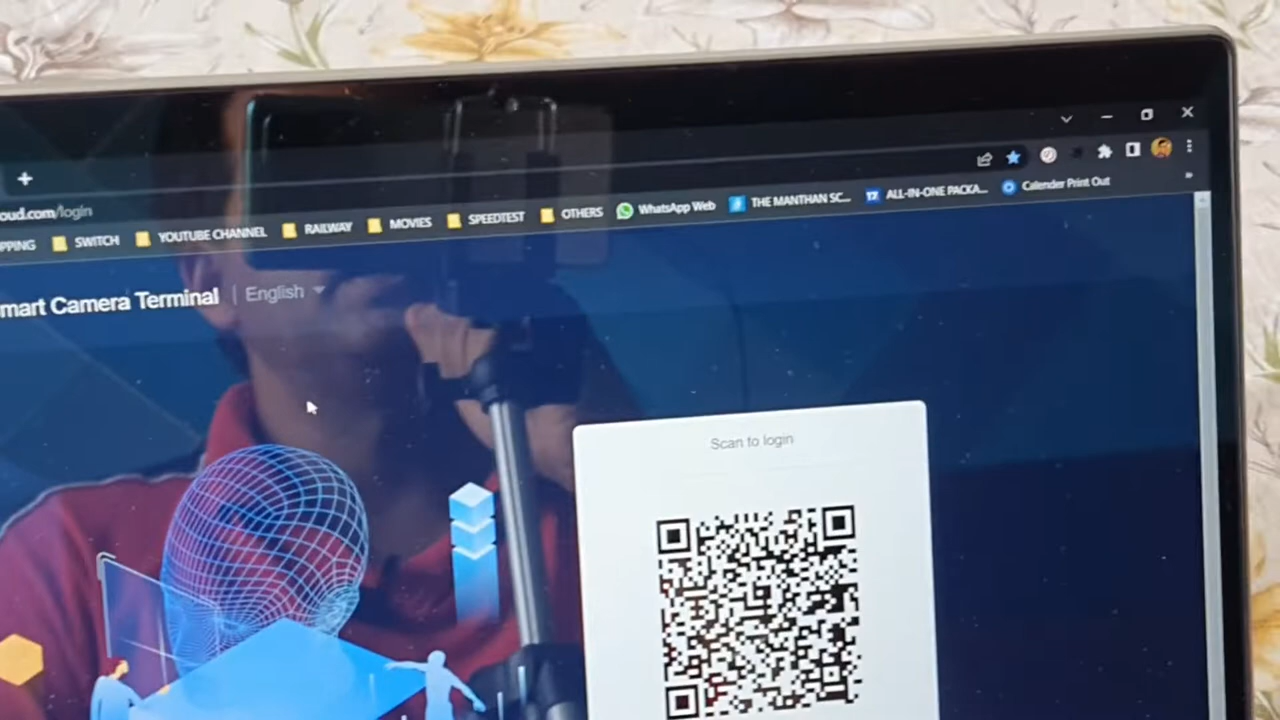 oud.com/login
PPING SWITCH YOUTUBE CHANNEL RAILWAY MOVIES SPEEDTEST OTHERS WhatsApp Web THE MANTHAN SC... ALL-IN-ONE PACKA... Calender Print Out
mart Camera Terminal English
Scan to login